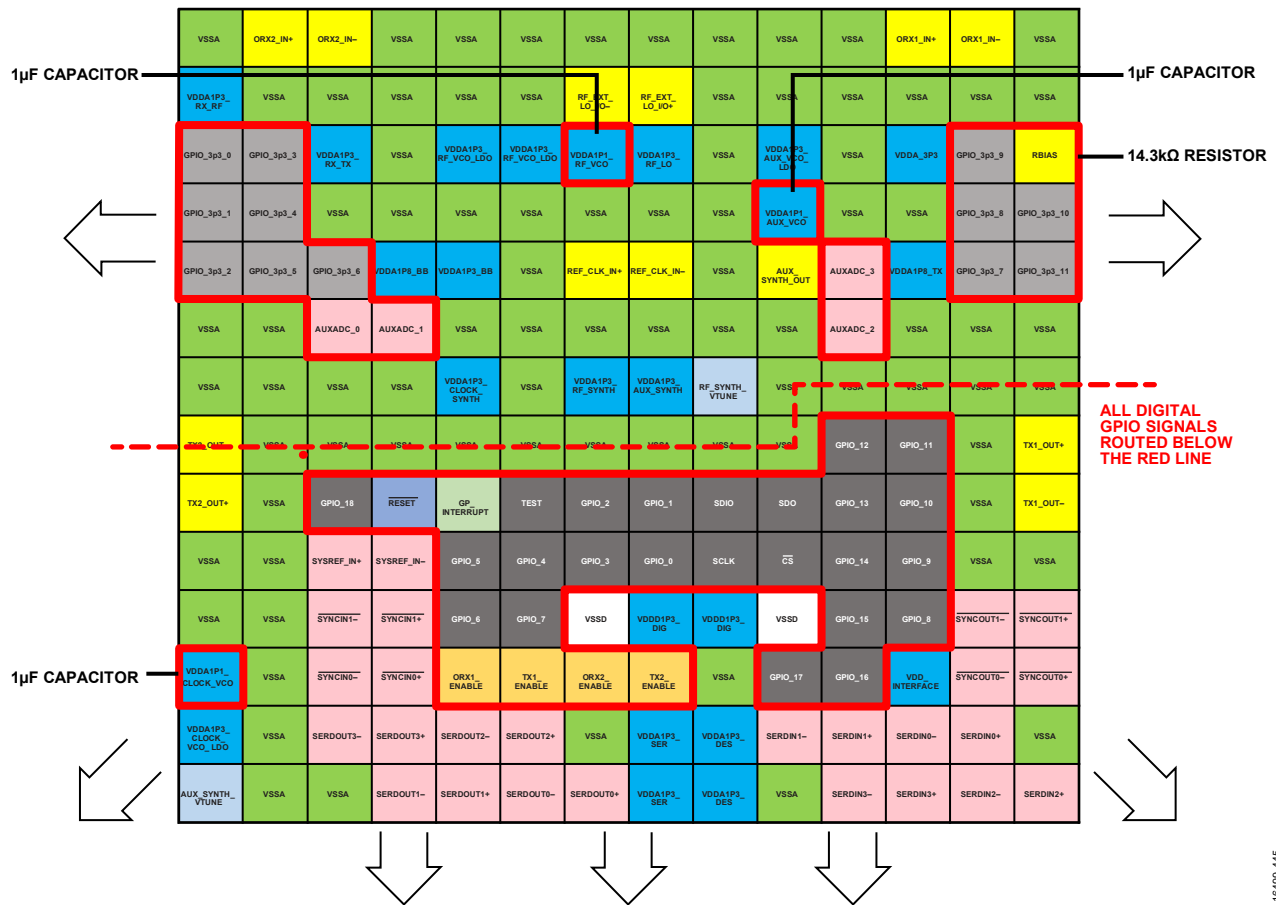 VSSA ORX2_IN+ ORX2_IN− VSSA VSSA VSSA VSSA VSSA VSSA VSSA VSSA ORX1_IN+ ORX1_IN− VSSA
1µF CAPACITOR
1µF CAPACITOR
VDDA1P3_
RX_RF
VSSA VSSA VSSA VSSA VSSA
RF_EXT_
LO_I/O−
RF_EXT_
LO_I/O+
VSSA VSSA VSSA VSSA VSSA VSSA
GPIO_3p3_0 GPIO_3p3_3
VDDA1P3_
RX_TX
VSSA
VDDA1P3_
RF_VCO_LDO
VDDA1P3_
RF_VCO_LDO
VDDA1P1_
RF_VCO
VDDA1P3_
RF_LO
VSSA
VDDA1P3_
AUX_VCO_
LDO
VSSA VDDA_3P3 GPIO_3p3_9 RBIAS
14.3kΩ RESISTOR
GPIO_3p3_1 GPIO_3p3_4 VSSA VSSA VSSA VSSA VSSA VSSA VSSA
VDDA1P1_
AUX_VCO
VSSA VSSA GPIO_3p3_8 GPIO_3p3_10
GPIO_3p3_2 GPIO_3p3_5 GPIO_3p3_6 VDDA1P8_BB VDDA1P3_BB VSSA REF_CLK_IN+ REF_CLK_IN− VSSA
AUX_
SYNTH_OUT
AUXADC_3 VDDA1P8_TX GPIO_3p3_7 GPIO_3p3_11
VSSA VSSA AUXADC_0 AUXADC_1 VSSA VSSA VSSA VSSA VSSA VSSA AUXADC_2 VSSA VSSA VSSA
VSSA VSSA VSSA VSSA
VDDA1P3_
CLOCK_
SYNTH
VSSA
VDDA1P3_
RF_SYNTH
VDDA1P3_
AUX_SYNTH
RF_SYNTH_
VTUNE
VSSA VSSA VSSA VSSA VSSA
ALL DIGITAL
GPIO SIGNALS
ROUTED BELOW
THE RED LINE
TX2_OUT− VSSA VSSA VSSA VSSA VSSA VSSA VSSA VSSA VSSA GPIO_12 GPIO_11 VSSA TX1_OUT+
TX2_OUT+ VSSA GPIO_18 RESET
GP_
INTERRUPT
TEST GPIO_2 GPIO_1 SDIO SDO GPIO_13 GPIO_10 VSSA TX1_OUT−
VSSA VSSA SYSREF_IN+ SYSREF_IN− GPIO_5 GPIO_4 GPIO_3 GPIO_0 SCLK CS GPIO_14 GPIO_9 VSSA VSSA
VSSA VSSA SYNCIN1− SYNCIN1+ GPIO_6 GPIO_7 VSSD
VDDD1P3_
DIG
VDDD1P3_
DIG
VSSD GPIO_15 GPIO_8 SYNCOUT1− SYNCOUT1+
1µF CAPACITOR
VDDA1P1_
CLOCK_VCO
VSSA SYNCIN0− SYNCIN0+
ORX1_
ENABLE
TX1_
ENABLE
ORX2_
ENABLE
TX2_
ENABLE
VSSA GPIO_17 GPIO_16
VDD_
INTERFACE
SYNCOUT0− SYNCOUT0+
VDDA1P3_
CLOCK_
VCO_LDO
VSSA SERDOUT3− SERDOUT3+ SERDOUT2− SERDOUT2+ VSSA
VDDA1P3_
SER
VDDA1P3_
DES
SERDIN1− SERDIN1+ SERDIN0− SERDIN0+ VSSA
AUX_SYNTH_
VTUNE
VSSA VSSA SERDOUT1− SERDOUT1+ SERDOUT0− SERDOUT0+
VDDA1P3_
SER
VDDA1P3_
DES
VSSA SERDIN3− SERDIN3+ SERDIN2− SERDIN2+